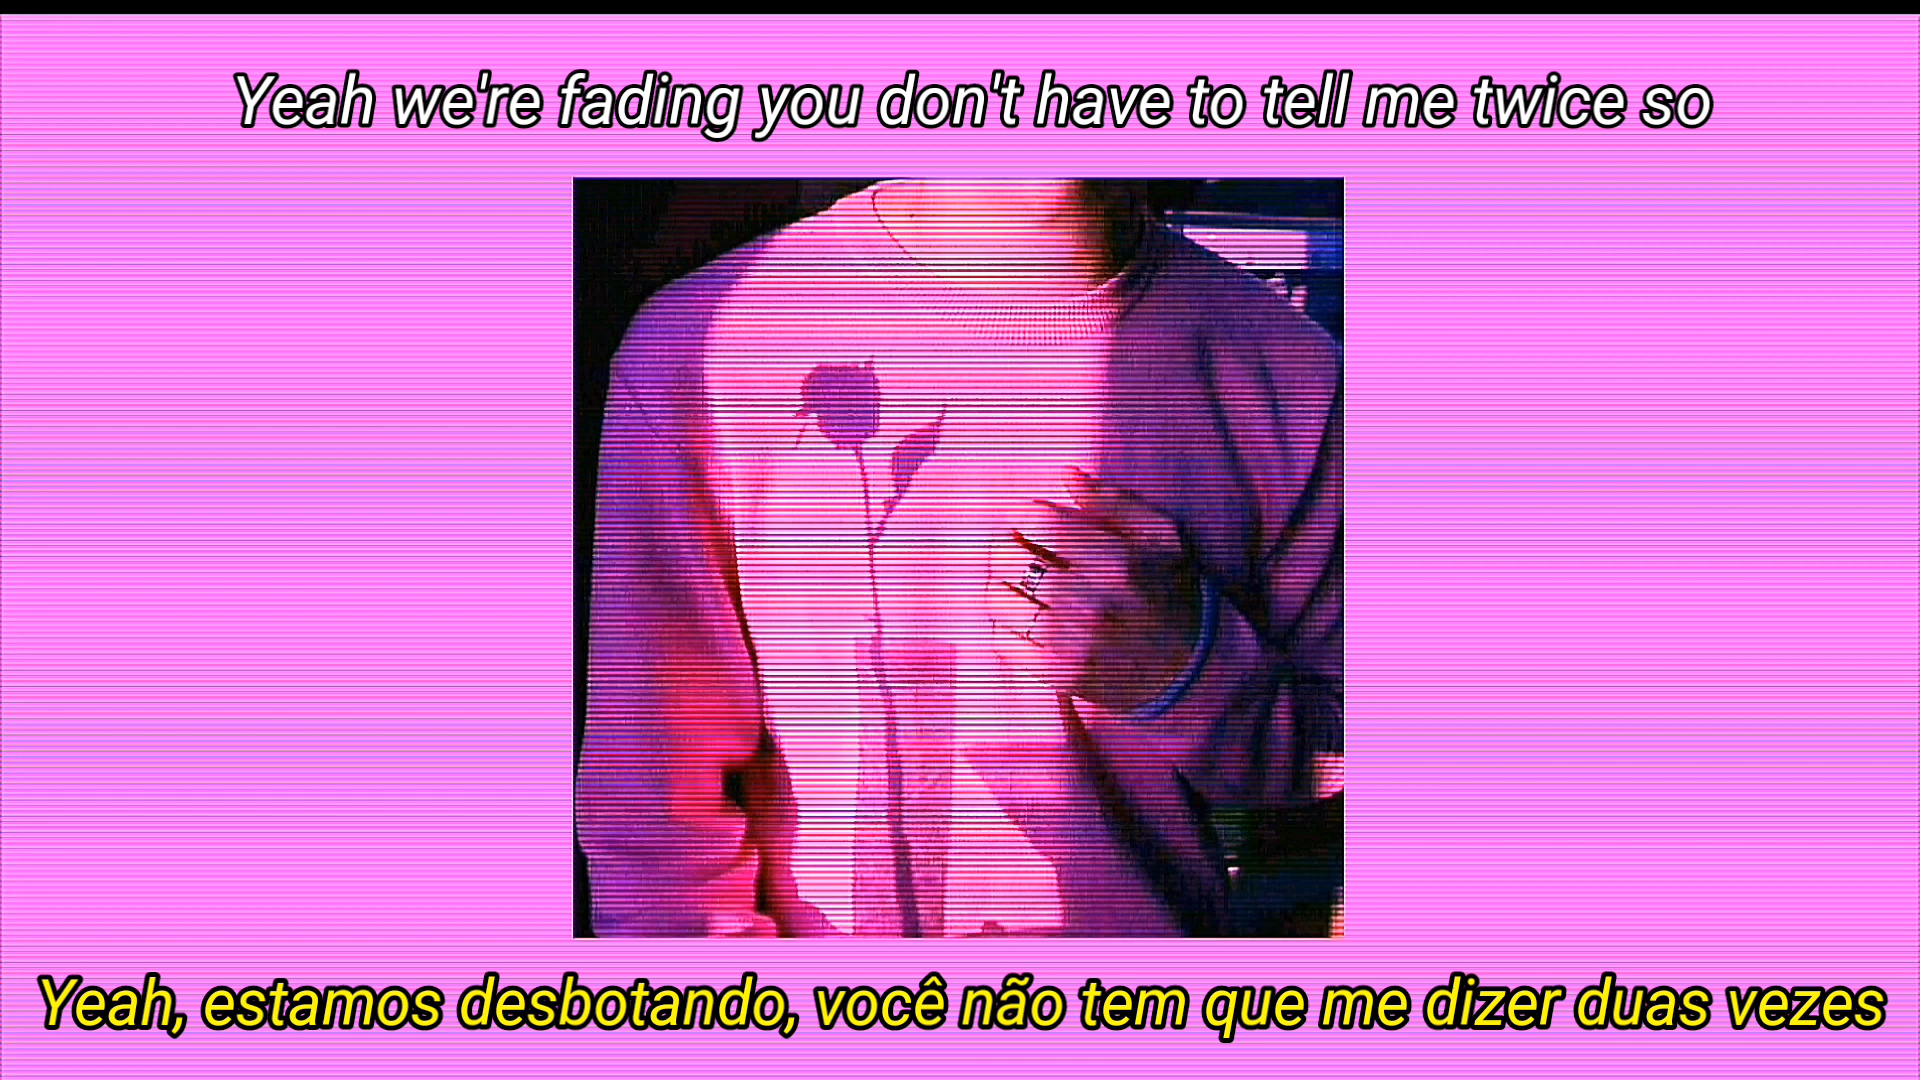 Yeah we're fading you don't have to tell me twice so
Yeah, estamos desbotando, você não tem que me dizer duas vezes